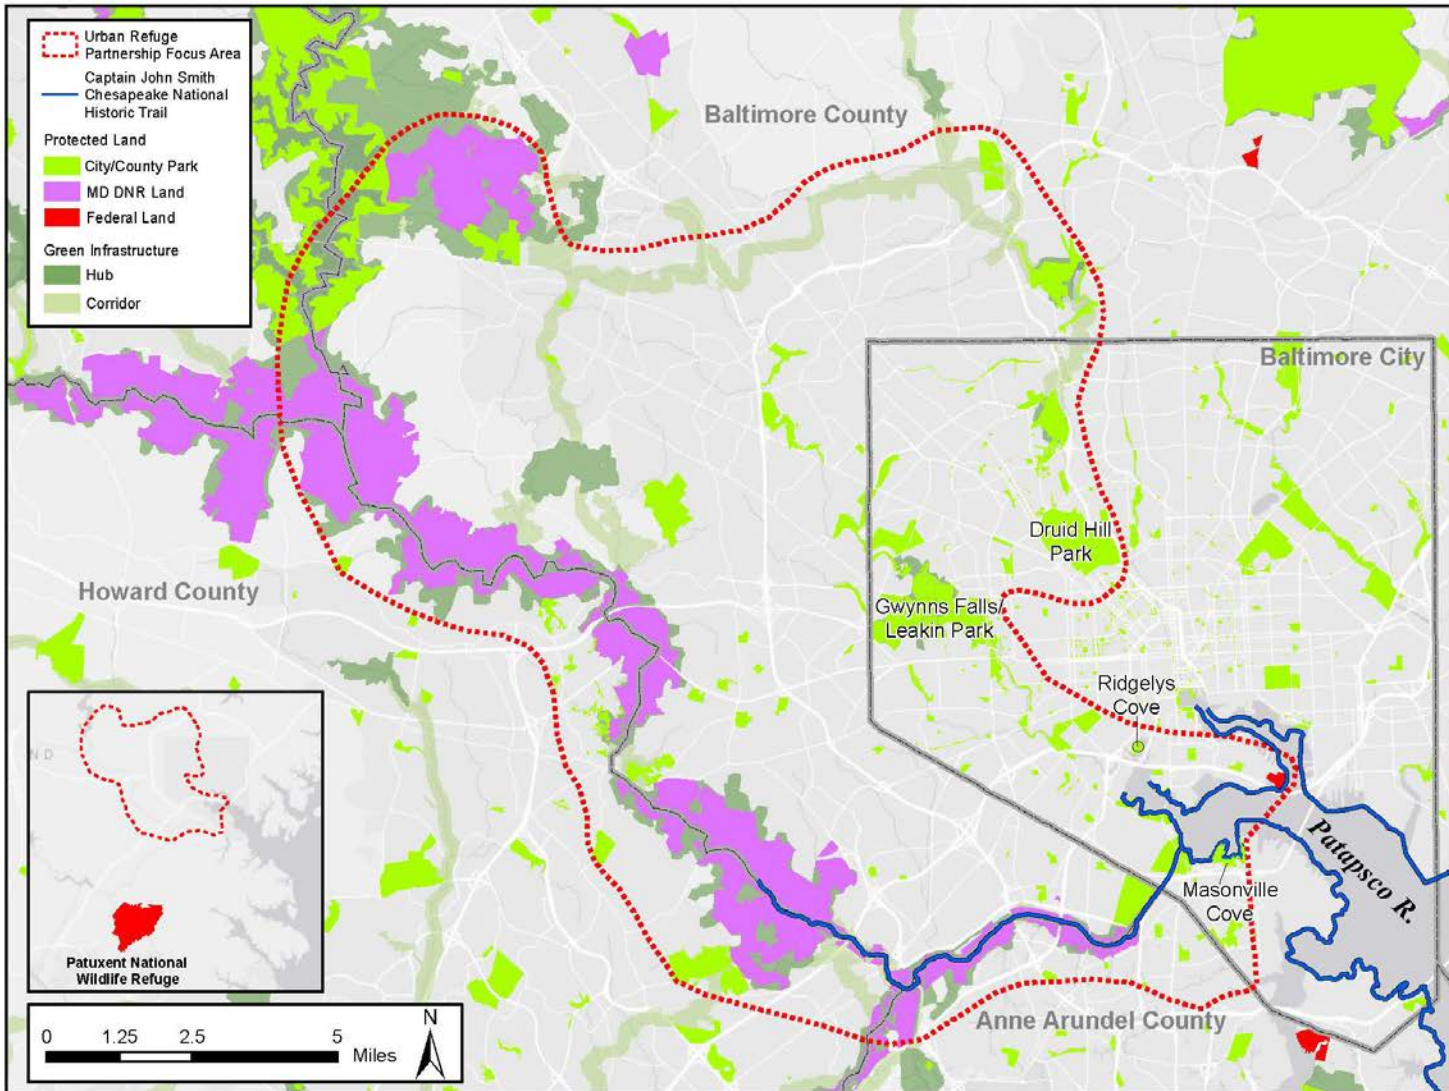 Urban Refuge
Partnership Focus Area
Captain John Smith
Chesapeake National
Historic Trail
Protected Land
City/County Park
MD DNR Land
Federal Land
Green Infrastructure
Hub
Corridor
Baltimore County
Baltimore City
Druid Hill
Park
Howard County
Gwynns Falls/
Leakin Park
Ridgelys
Cove
Patapsco R.
Masonville
Cove
Anne Arundel County
N D
Patuxent National
Wildlife Refuge
0 1.25 2.5 5
Miles
N